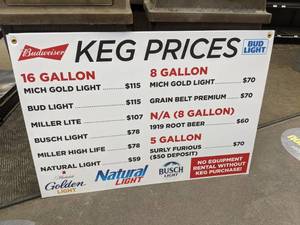 Budweiser
KEG PRICES
BUD LIGHT
16 GALLON
MICH GOLD LIGHT $115
BUD LIGHT $115
MILLER LITE $107
BUSCH LIGHT $78
MILLER HIGH LIFE $78
NATURAL LIGHT $59
8 GALLON
MICH GOLD LIGHT $70
GRAIN BELT PREMIUM $70
N/A (8 GALLON)
1919 ROOT BEER $60
5 GALLON
SURLY FURIOUS $70
($50 DEPOSIT)
Golden
LIGHT
Natural
LIGHT
BUSCH
LIGHT
NO EQUIPMENT
RENTAL WITHOUT
KEG PURCHASE!